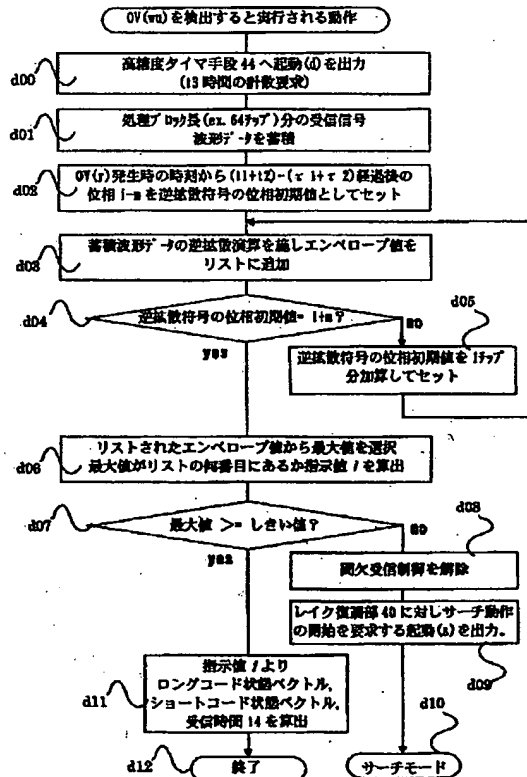 OV(wu)を検出すると実行される動作
d00
高精度タイマ手段 44 へ起動(d)を出力
(13時間の計数要求)
d01
処理ブロック長(ex. 64チップ)分の受信信号
波形データを蓄積
d02
OV(r)発生時の時刻から(t1+t2)-(τ1+τ2)経過後の
位相 i-m を逆拡散符号の位相初期値としてセット
d03
蓄積波形データの逆拡散演算を施しエンベロープ値を
リストに追加
d04
逆拡散符号の位相初期値= i+m ?
no
yes
d05
逆拡散符号の位相初期値を 1チップ
分加算してセット
d06
リストされたエンベロープ値から最大値を選択
最大値がリストの何番目にあるか指示値 l を算出
d07
最大値 >= しきい値?
no
yes
d08
間欠受信制御を解除
レイク復調部 40 に対しサーチ動作
の開始を要求する起動(a)を出力。
d09
d11
指示値 l より
ロングコード状態ベクトル,
ショートコード状態ベクトル,
受信時間 t4 を算出
d10
d12
終了
サーチモード